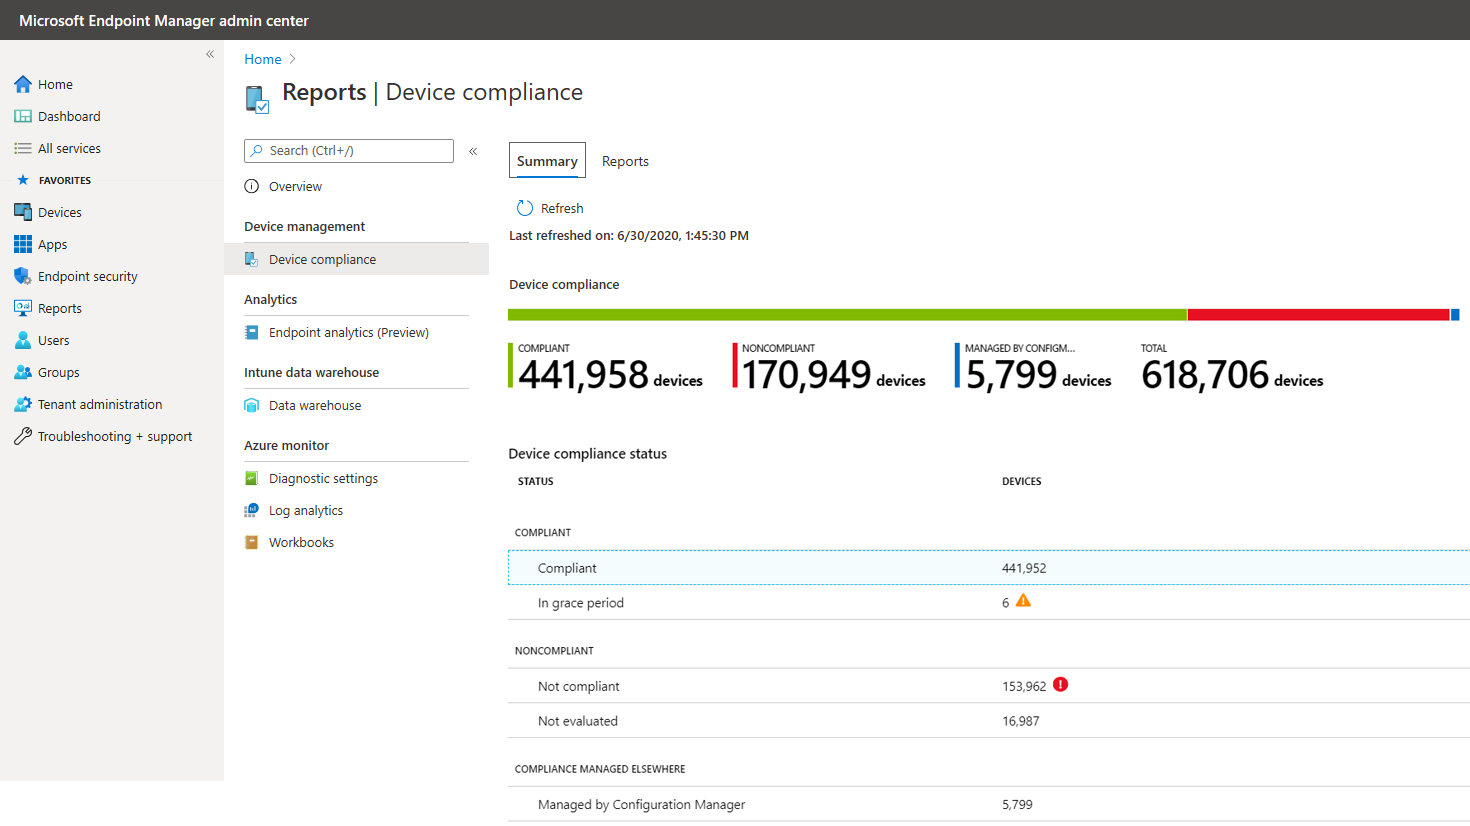 Microsoft Endpoint Manager admin center
«
Home
Dashboard
All services
FAVORITES
Devices
Apps
Endpoint security
Reports
Users
Groups
Tenant administration
Troubleshooting + support
Home >
Reports | Device compliance
Search (Ctrl+/)
«
Overview
Device management
Device compliance
Analytics
Endpoint analytics (Preview)
Intune data warehouse
Data warehouse
Azure monitor
Diagnostic settings
Log analytics
Workbooks
Summary Reports
Refresh
Last refreshed on: 6/30/2020, 1:45:30 PM
Device compliance
COMPLIANT
441,958 devices
NONCOMPLIANT
170,949 devices
MANAGED BY CONFIGM...
5,799 devices
TOTAL
618,706 devices
Device compliance status
STATUS DEVICES
COMPLIANT
Compliant 441,952
In grace period 6
NONCOMPLIANT
Not compliant 153,962
Not evaluated 16,987
COMPLIANCE MANAGED ELSEWHERE
Managed by Configuration Manager 5,799